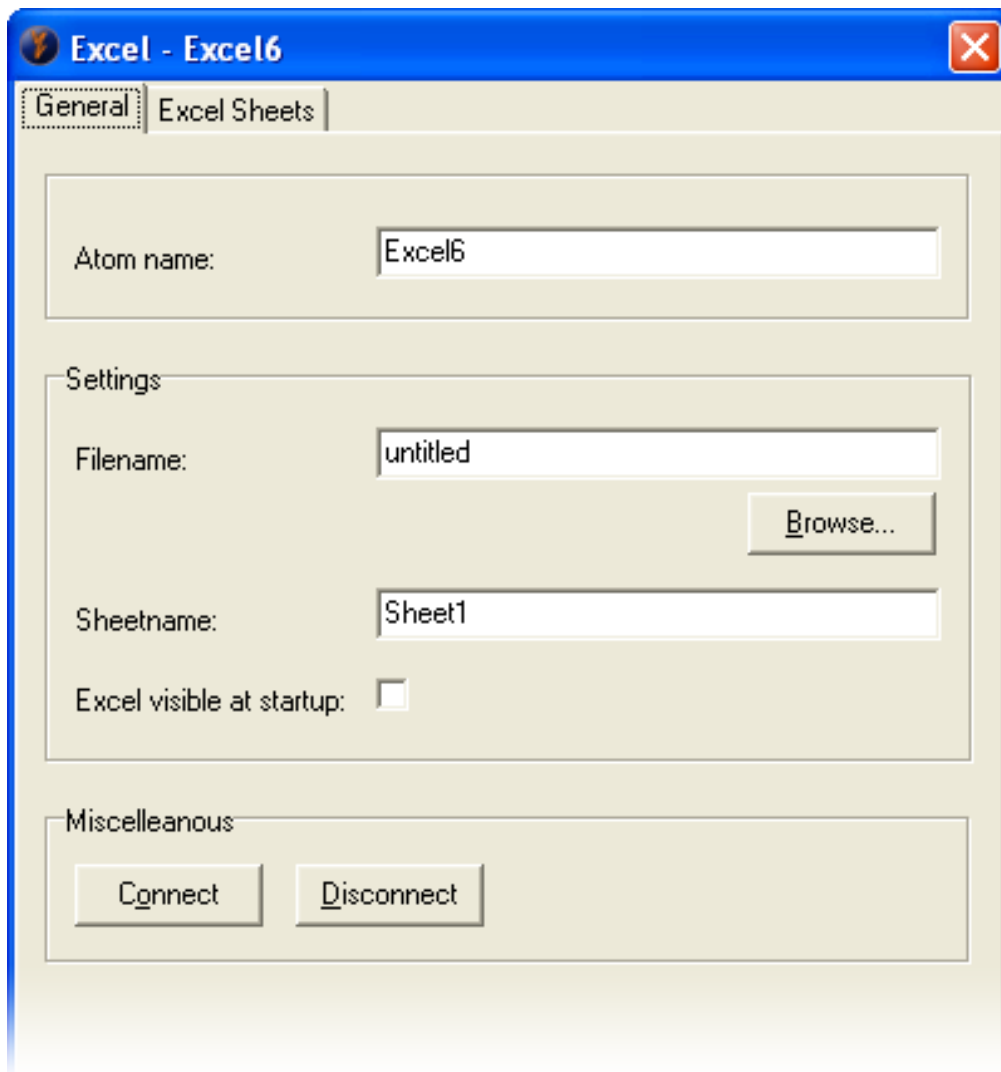 Excel - Excel6
General Excel Sheets
Atom name: Excel6
Settings
Filename: untitled
Browse...
Sheetname: Sheet1
Excel visible at startup:
Miscelleanous
Connect Disconnect